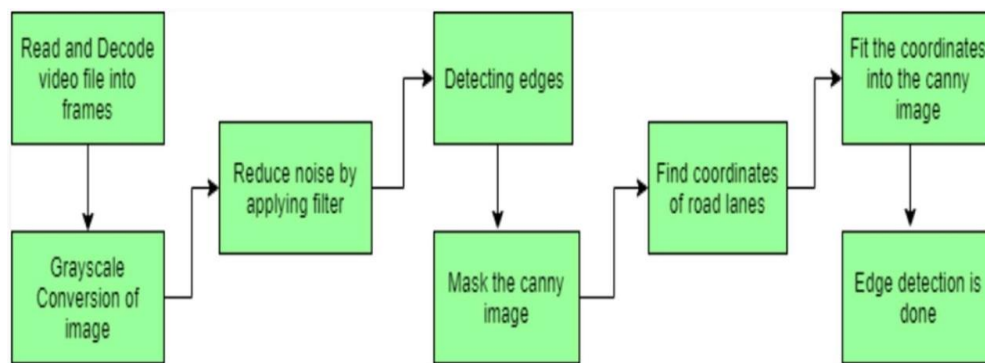 Read and Decode
video file into
frames
Grayscale
Conversion of
image
Reduce noise by
applying filter
Detecting edges
Mask the canny
image
Find coordinates
of road lanes
Fit the coordinates
into the canny
image
Edge detection is
done